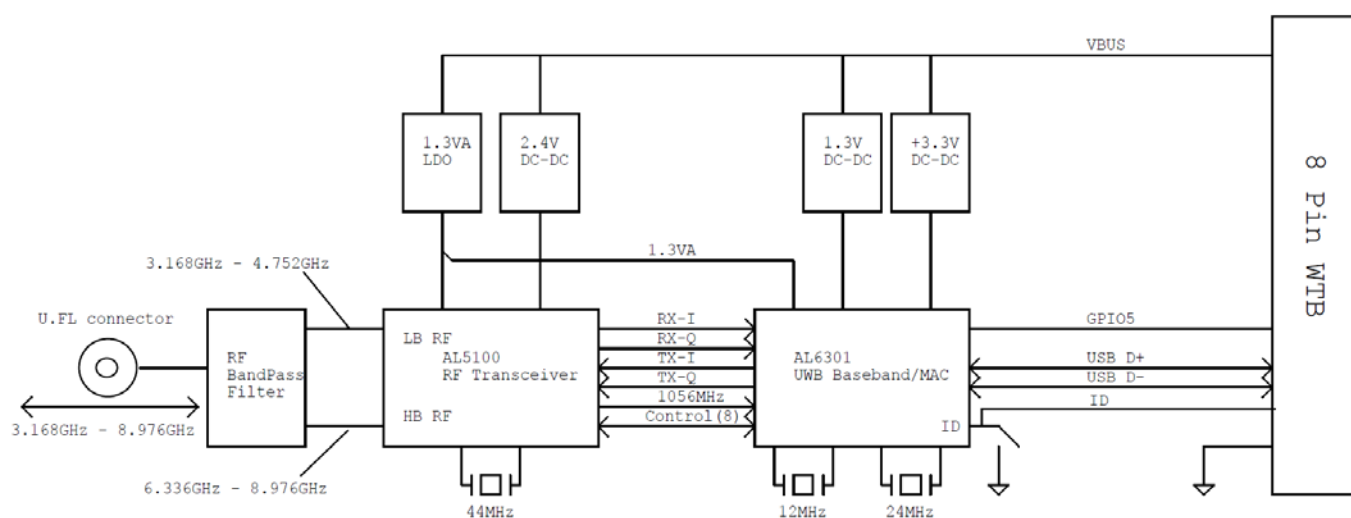 VBUS
1.3VA
LDO
2.4V
DC-DC
1.3V
DC-DC
+3.3V
DC-DC
8 Pin WTB
1.3VA
3.168GHz - 4.752GHz
U.FL connector
RF
BandPass
Filter
LB RF
AL5100
RF Transceiver
HB RF
RX-I
RX-Q
TX-I
TX-Q
1056MHz
Control(8)
AL6301
UWB Baseband/MAC
ID
GPIO5
USB D+
USB D-
ID
3.168GHz - 8.976GHz
6.336GHz - 8.976GHz
44MHz
12MHz
24MHz